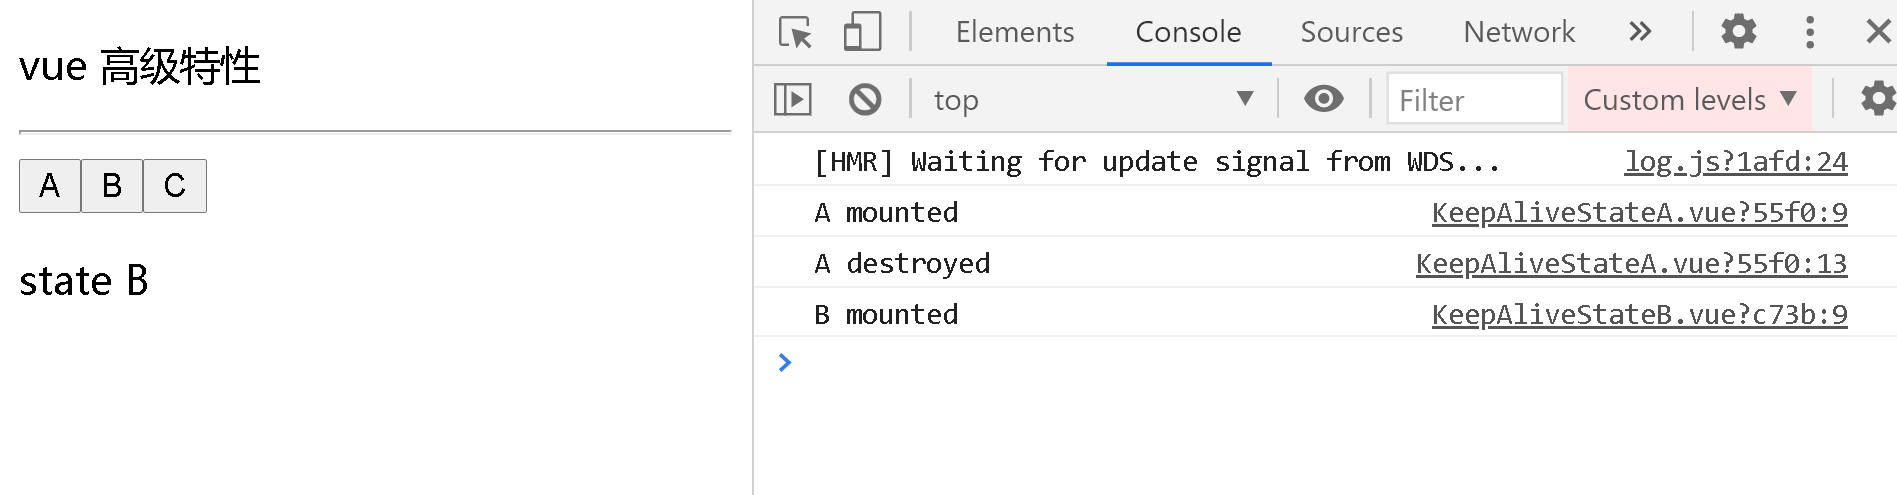 vue 高级特性
A B C
state B
Elements Console Sources Network
top Filter Custom levels
[HMR] Waiting for update signal from WDS... log.js?1afd:24
A mounted KeepAliveStateA.vue?55f0:9
A destroyed KeepAliveStateA.vue?55f0:13
B mounted KeepAliveStateB.vue?c73b:9